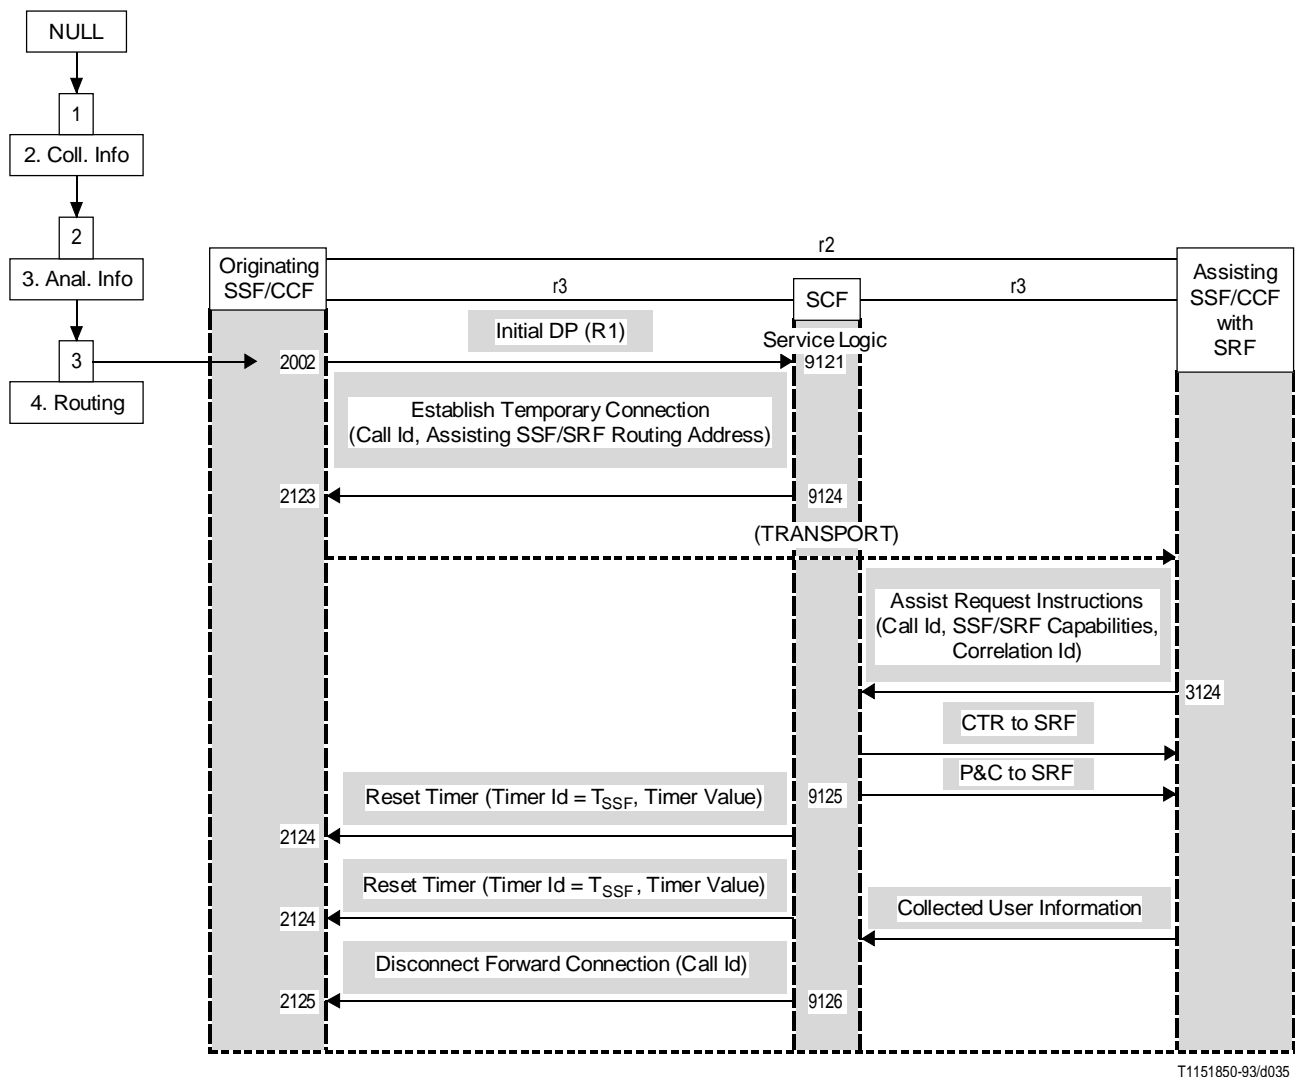 NULL
1
2. Coll. Info
2
3. Anal. Info
3
4. Routing
r2
Originating
SSF/CCF
r3
SCF
r3
Assisting
SSF/CCF
with
SRF
Initial DP (R1)
Service Logic
2002
9121
Establish Temporary Connection
(Call Id, Assisting SSF/SRF Routing Address)
2123
9124
(TRANSPORT)
Assist Request Instructions
(Call Id, SSF/SRF Capabilities,
Correlation Id)
3124
CTR to SRF
P&C to SRF
Reset Timer (Timer Id = TSSF, Timer Value)
9125
2124
Reset Timer (Timer Id = TSSF, Timer Value)
2124
Collected User Information
Disconnect Forward Connection (Call Id)
2125
9126
T1151850-93/d035